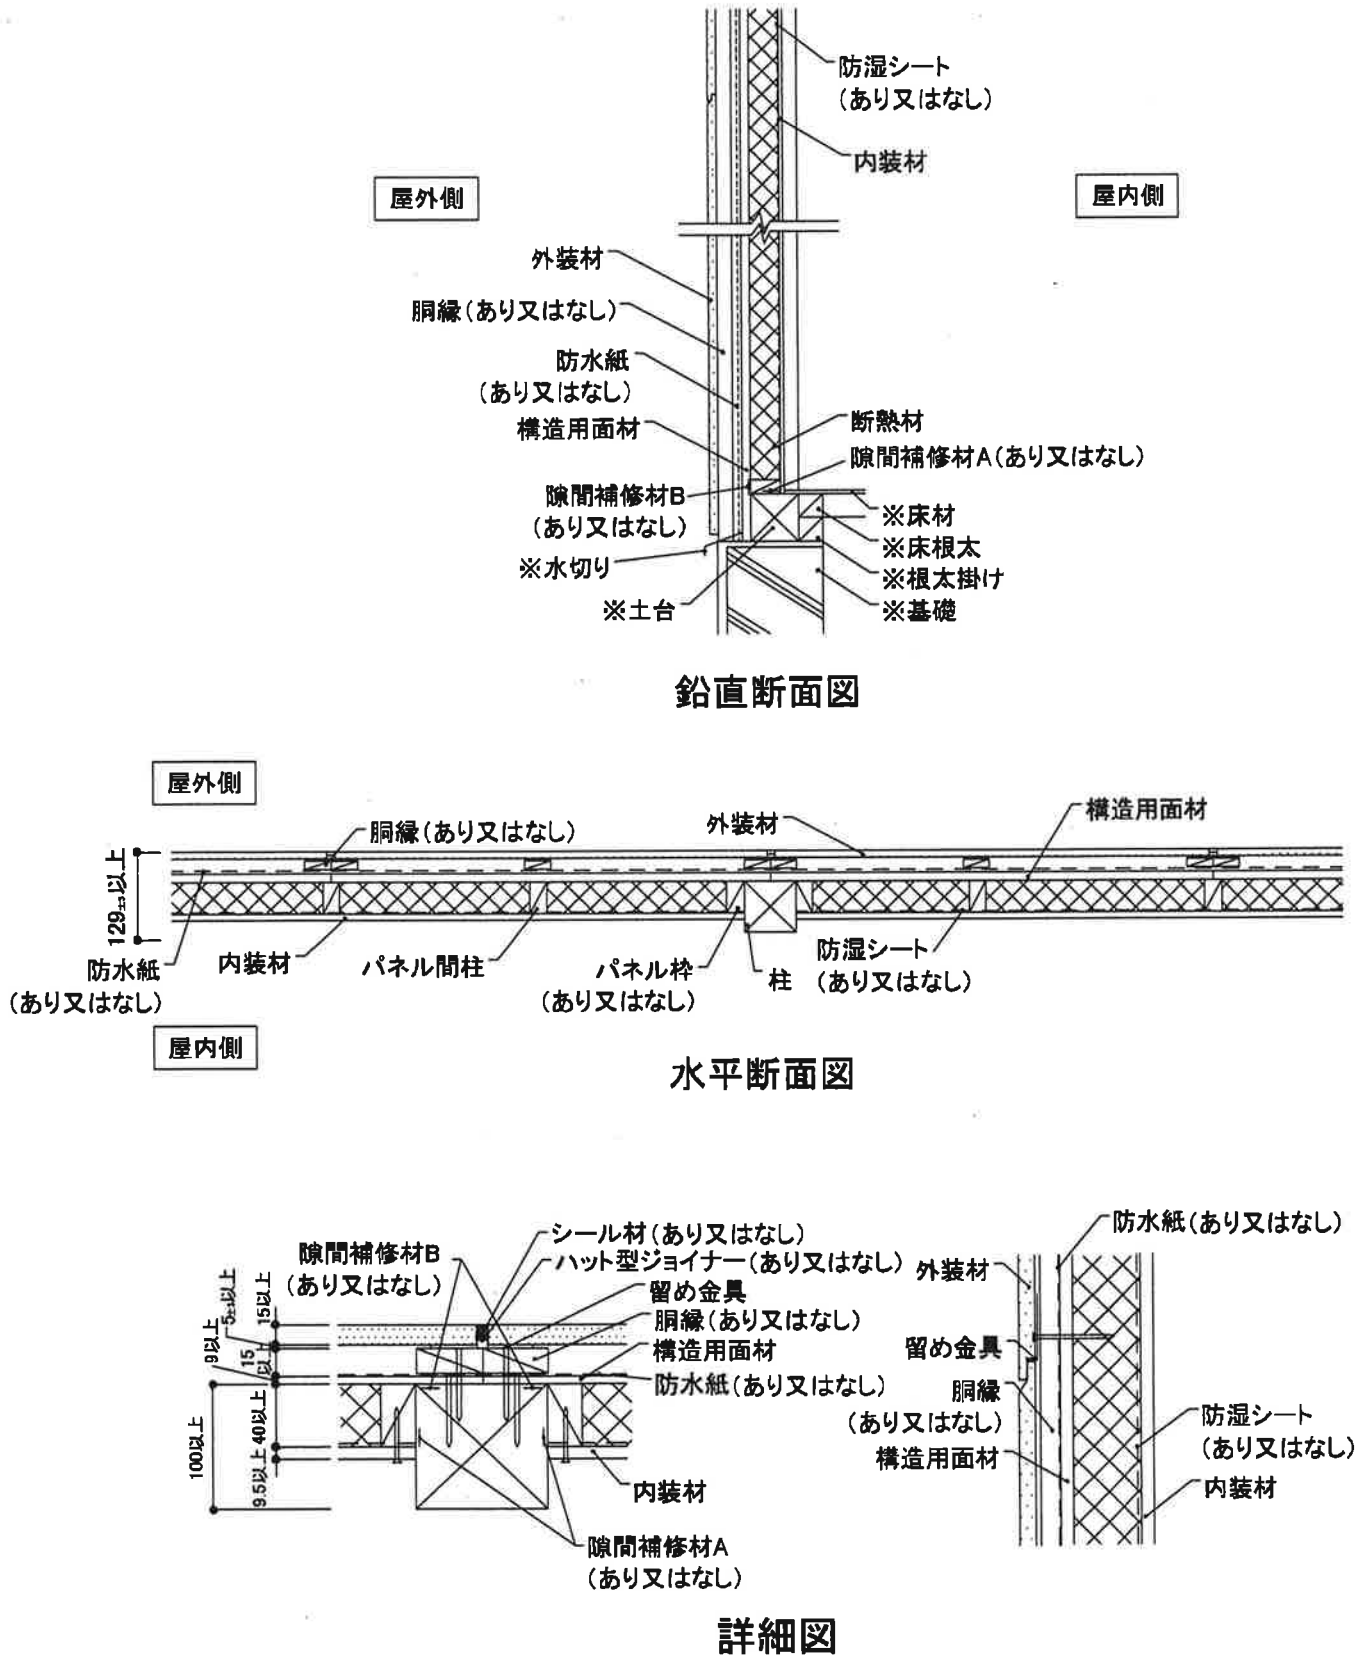 防湿シート
(あり又はなし)
内装材
屋外側
屋内側
外装材
胴縁(あり又はなし)
防水紙
(あり又はなし)
構造用面材
断熱材
隙間補修材A(あり又はなし)
隙間補修材B
(あり又はなし)
※床材
※床根太
※水切り
※根太掛け
※土台
※基礎
鉛直断面図
屋外側
胴縁(あり又はなし)
外装材
構造用面材
129±3以上
防水紙
(あり又はなし)
内装材
パネル間柱
パネル枠
(あり又はなし)
柱
防湿シート
(あり又はなし)
屋内側
水平断面図
隙間補修材B
(あり又はなし)
シール材(あり又はなし)
ハット型ジョイナー(あり又はなし)
留め金具
胴縁(あり又はなし)
構造用面材
防水紙(あり又はなし)
15以上
15
以上
9以上
100以上
40以上
9.5以上
内装材
隙間補修材A
(あり又はなし)
防水紙(あり又はなし)
外装材
留め金具
胴縁
(あり又はなし)
構造用面材
防湿シート
(あり又はなし)
内装材
詳細図